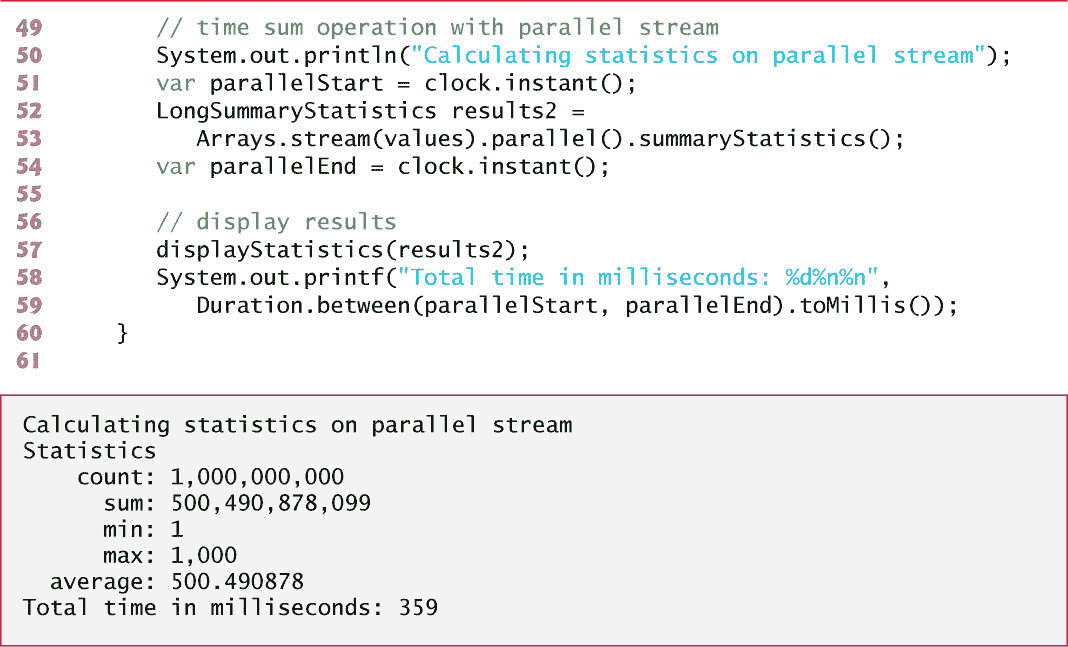 49 // time sum operation with parallel stream
50 System.out.println("Calculating statistics on parallel stream");
51 var parallelStart = clock.instant();
52 LongSummaryStatistics results2 =
53 Arrays.stream(values).parallel().summaryStatistics();
54 var parallelEnd = clock.instant();
55
56 // display results
57 displayStatistics(results2);
58 System.out.printf("Total time in milliseconds: %d%n%n",
59 Duration.between(parallelStart, parallelEnd).toMillis());
60 }
61
Calculating statistics on parallel stream
Statistics
count: 1,000,000,000
sum: 500,490,878,099
min: 1
max: 1,000
average: 500.490878
Total time in milliseconds: 359